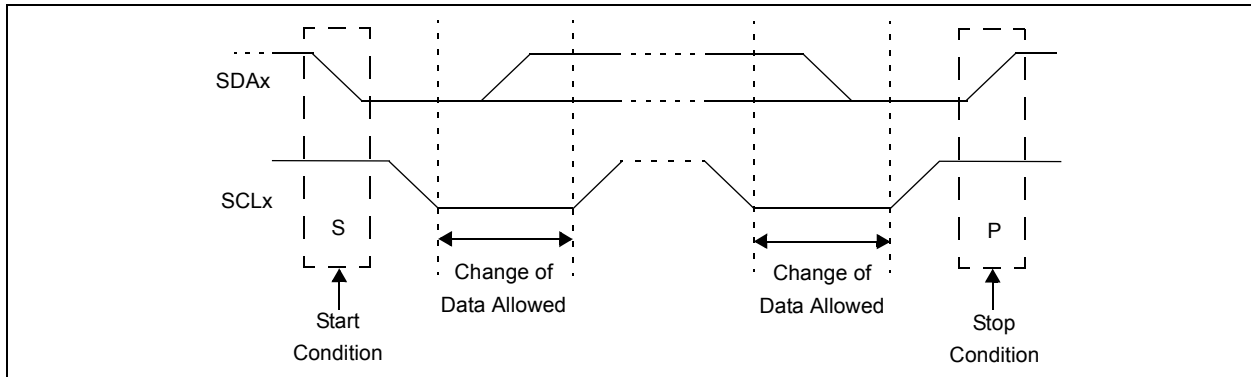 SDAx
SCLx
S
P
Change of
Data Allowed
Change of
Data Allowed
Start
Condition
Stop
Condition